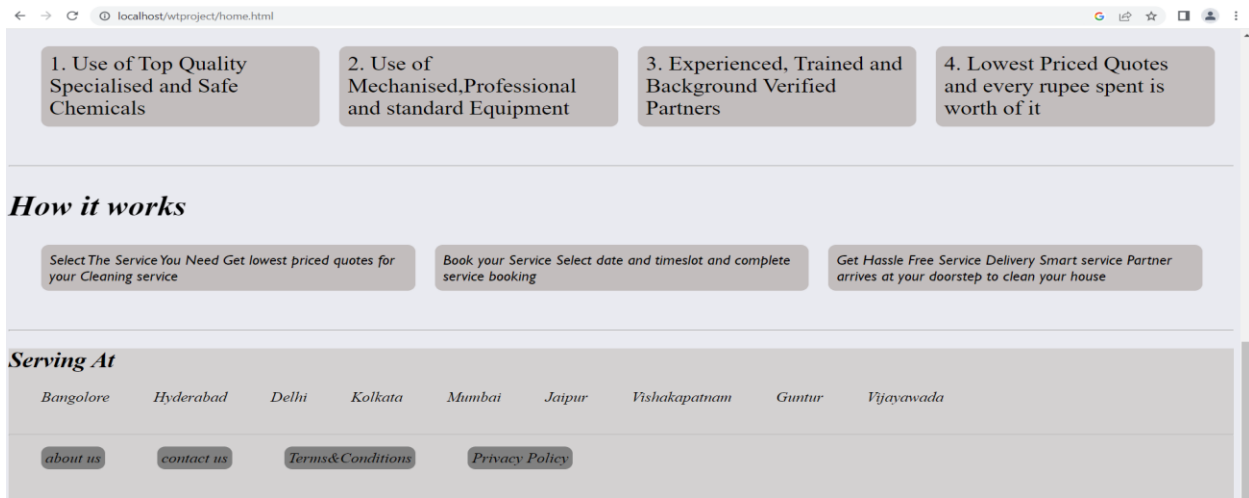 localhost/wtproject/home.html
1. Use of Top Quality
Specialised and Safe
Chemicals
2. Use of
Mechanised,Professional
and standard Equipment
3. Experienced, Trained and
Background Verified
Partners
4. Lowest Priced Quotes
and every rupee spent is
worth of it
How it works
Select The Service You Need Get lowest priced quotes for
your Cleaning service
Book your Service Select date and timeslot and complete
service booking
Get Hassle Free Service Delivery Smart service Partner
arrives at your doorstep to clean your house
Serving At
Bangolore Hyderabad Delhi Kolkata Mumbai Jaipur Vishakapatnam Guntur Vijayawada
about us contact us Terms&Conditions Privacy Policy